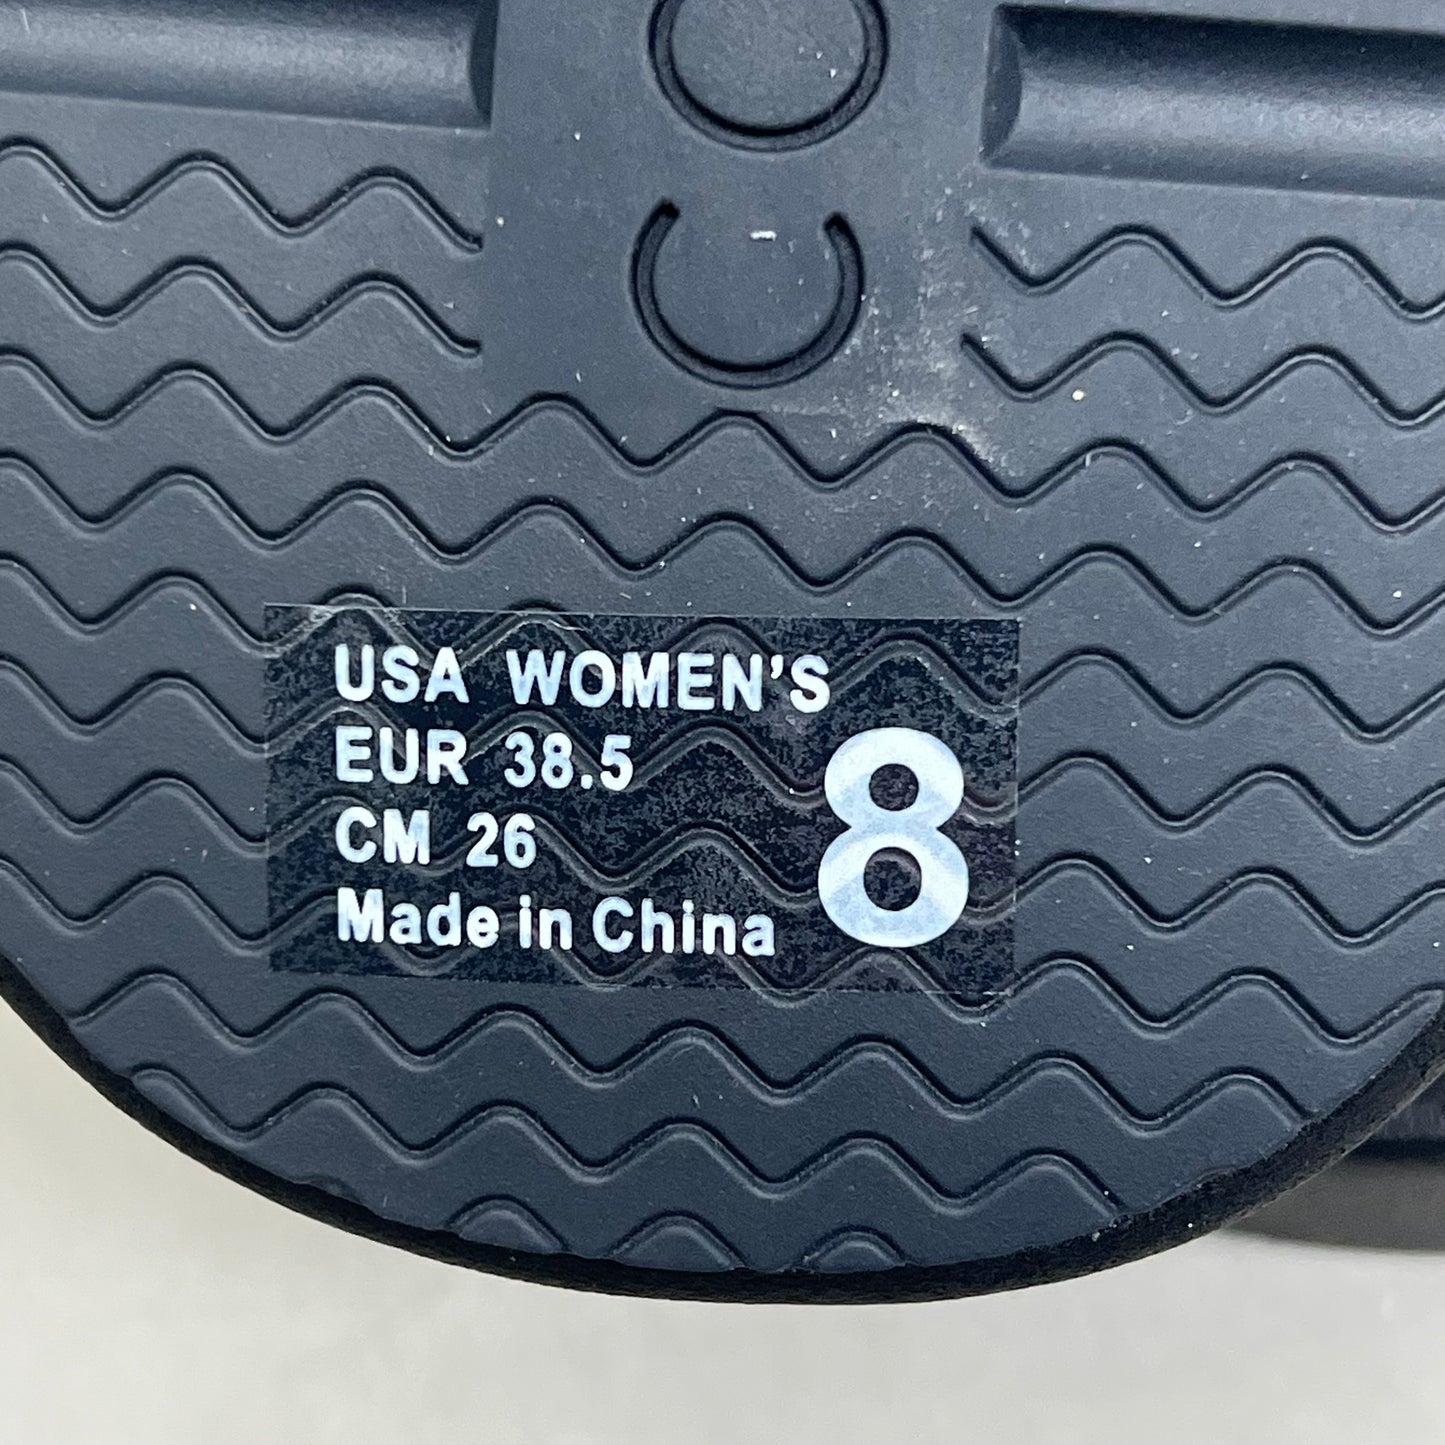 USA WOMEN'S
EUR 38.5
CM 26
Made in China
8